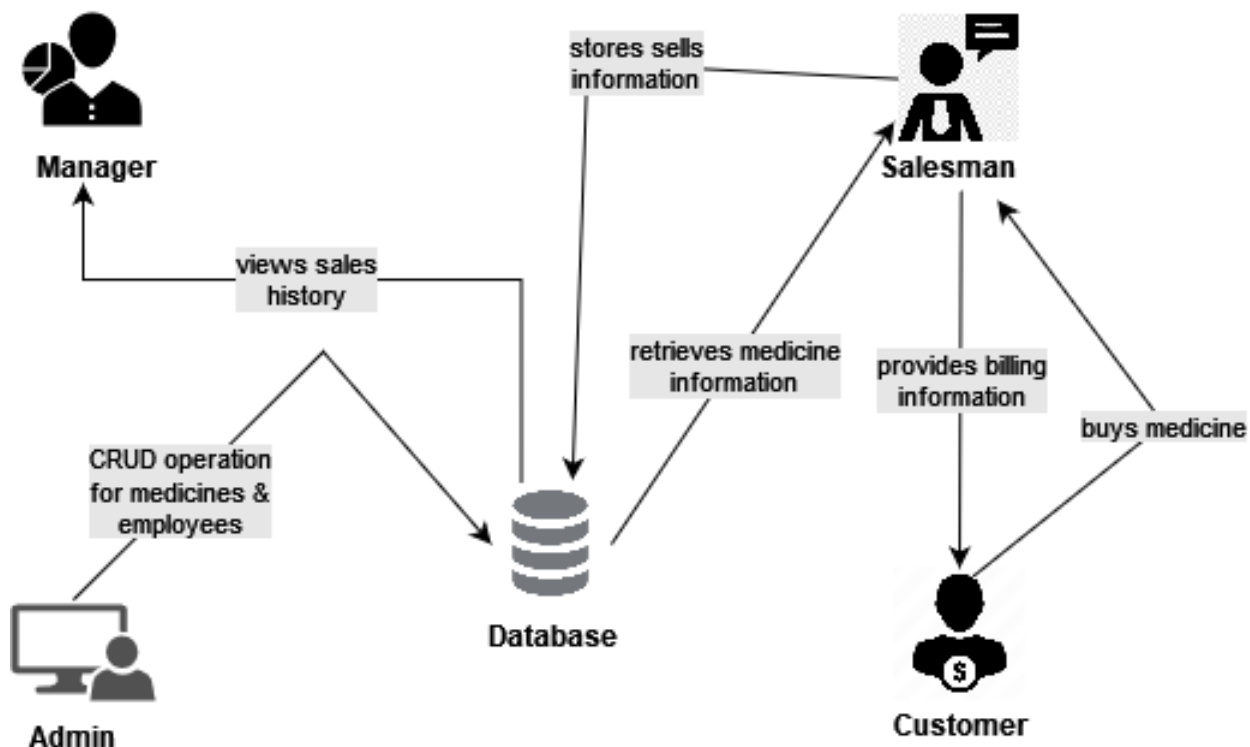 stores sells
information
Manager
Salesman
views sales
history
retrieves medicine
information
provides billing
information
buys medicine
CRUD operation
for medicines &
employees
Database
Customer
Admin
$